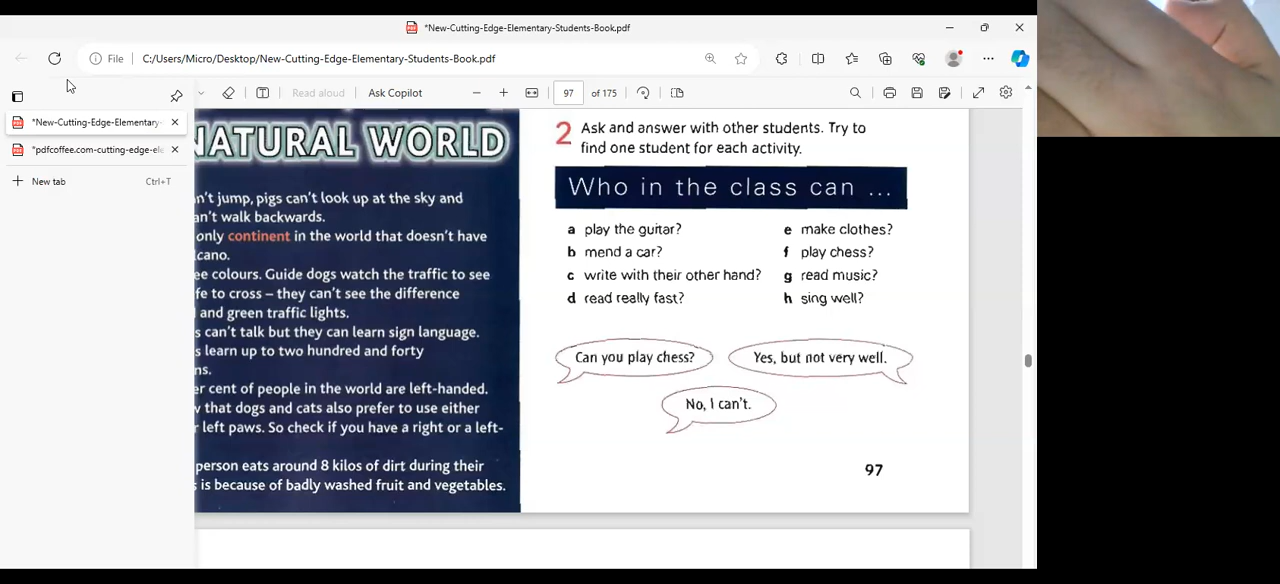 *New-Cutting-Edge-Elementary-Students-Book.pdf
File C:/Users/Micro/Desktop/New-Cutting-Edge-Elementary-Students-Book.pdf
Read aloud Ask Copilot 97 of 175
*New-Cutting-Edge-Elementary-
*pdfcoffee.com-cutting-edge-ele
New tab Ctrl+T
NATURAL WORLD
n't jump, pigs can't look up at the sky and
an't walk backwards.
only continent in the world that doesn't have
cano.
ee colours. Guide dogs watch the traffic to see
fe to cross – they can't see the difference
and green traffic lights.
s can't talk but they can learn sign language.
s learn up to two hundred and forty
ns.
er cent of people in the world are left-handed.
w that dogs and cats also prefer to use either
r left paws. So check if you have a right or a left-
person eats around 8 kilos of dirt during their
s is because of badly washed fruit and vegetables.
2 Ask and answer with other students. Try to
find one student for each activity.
Who in the class can ...
a play the guitar?
b mend a car?
c write with their other hand?
d read really fast?
e make clothes?
f play chess?
g read music?
h sing well?
Can you play chess?
Yes, but not very well.
No, I can't.
97